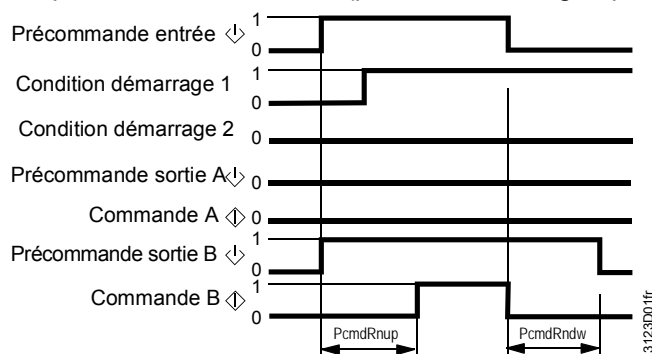 Précommande entrée 1
0
Condition démarrage 1 1
0
Condition démarrage 2 0
Précommande sortie A 0
Commande A 0
Précommande sortie B 1
0
Commande B 1
0
PcmdRnup PcmdRndw
3123D01fr